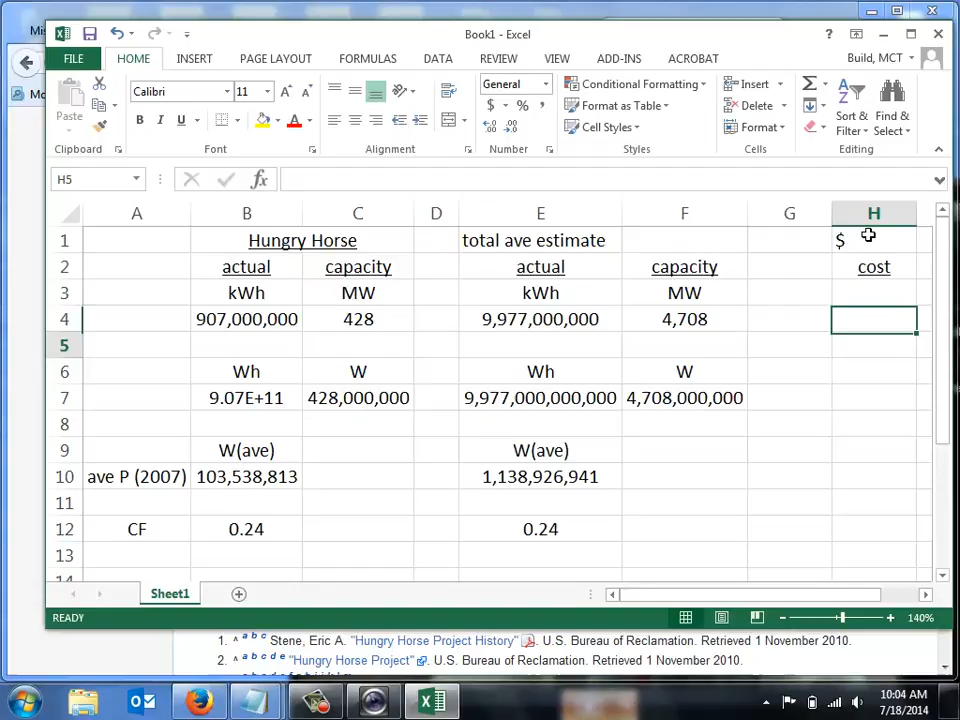 Mis
Book1 - Excel
?
FILE HOME INSERT PAGE LAYOUT FORMULAS DATA REVIEW VIEW ADD-INS ACROBAT Build, MCT
Mo
Paste
Calibri 11 A A
B I U A
General
$ % ,
Conditional Formatting
Format as Table
Cell Styles
Insert
Delete
Format
Σ
Sort & Filter
Find & Select
Clipboard Font Alignment Number Styles Cells Editing
H5 fx
A B C D E F G H
1 Hungry Horse total ave estimate $
2 actual capacity actual capacity cost
3 kWh MW kWh MW
4 907,000,000 428 9,977,000,000 4,708
5
6 Wh W Wh W
7 9.07E+11 428,000,000 9,977,000,000,000 4,708,000,000
8
9 W(ave) W(ave)
10 ave P (2007) 103,538,813 1,138,926,941
11
12 CF 0.24 0.24
13
14
Sheet1
READY 140%
1. ^ a b c Stene, Eric A. "Hungry Horse Project History". U.S. Bureau of Reclamation. Retrieved 1 November 2010.
2. ^ a b c d e "Hungry Horse Project". U.S. Bureau of Reclamation. Retrieved 1 November 2010.
10:04 AM
7/18/2014